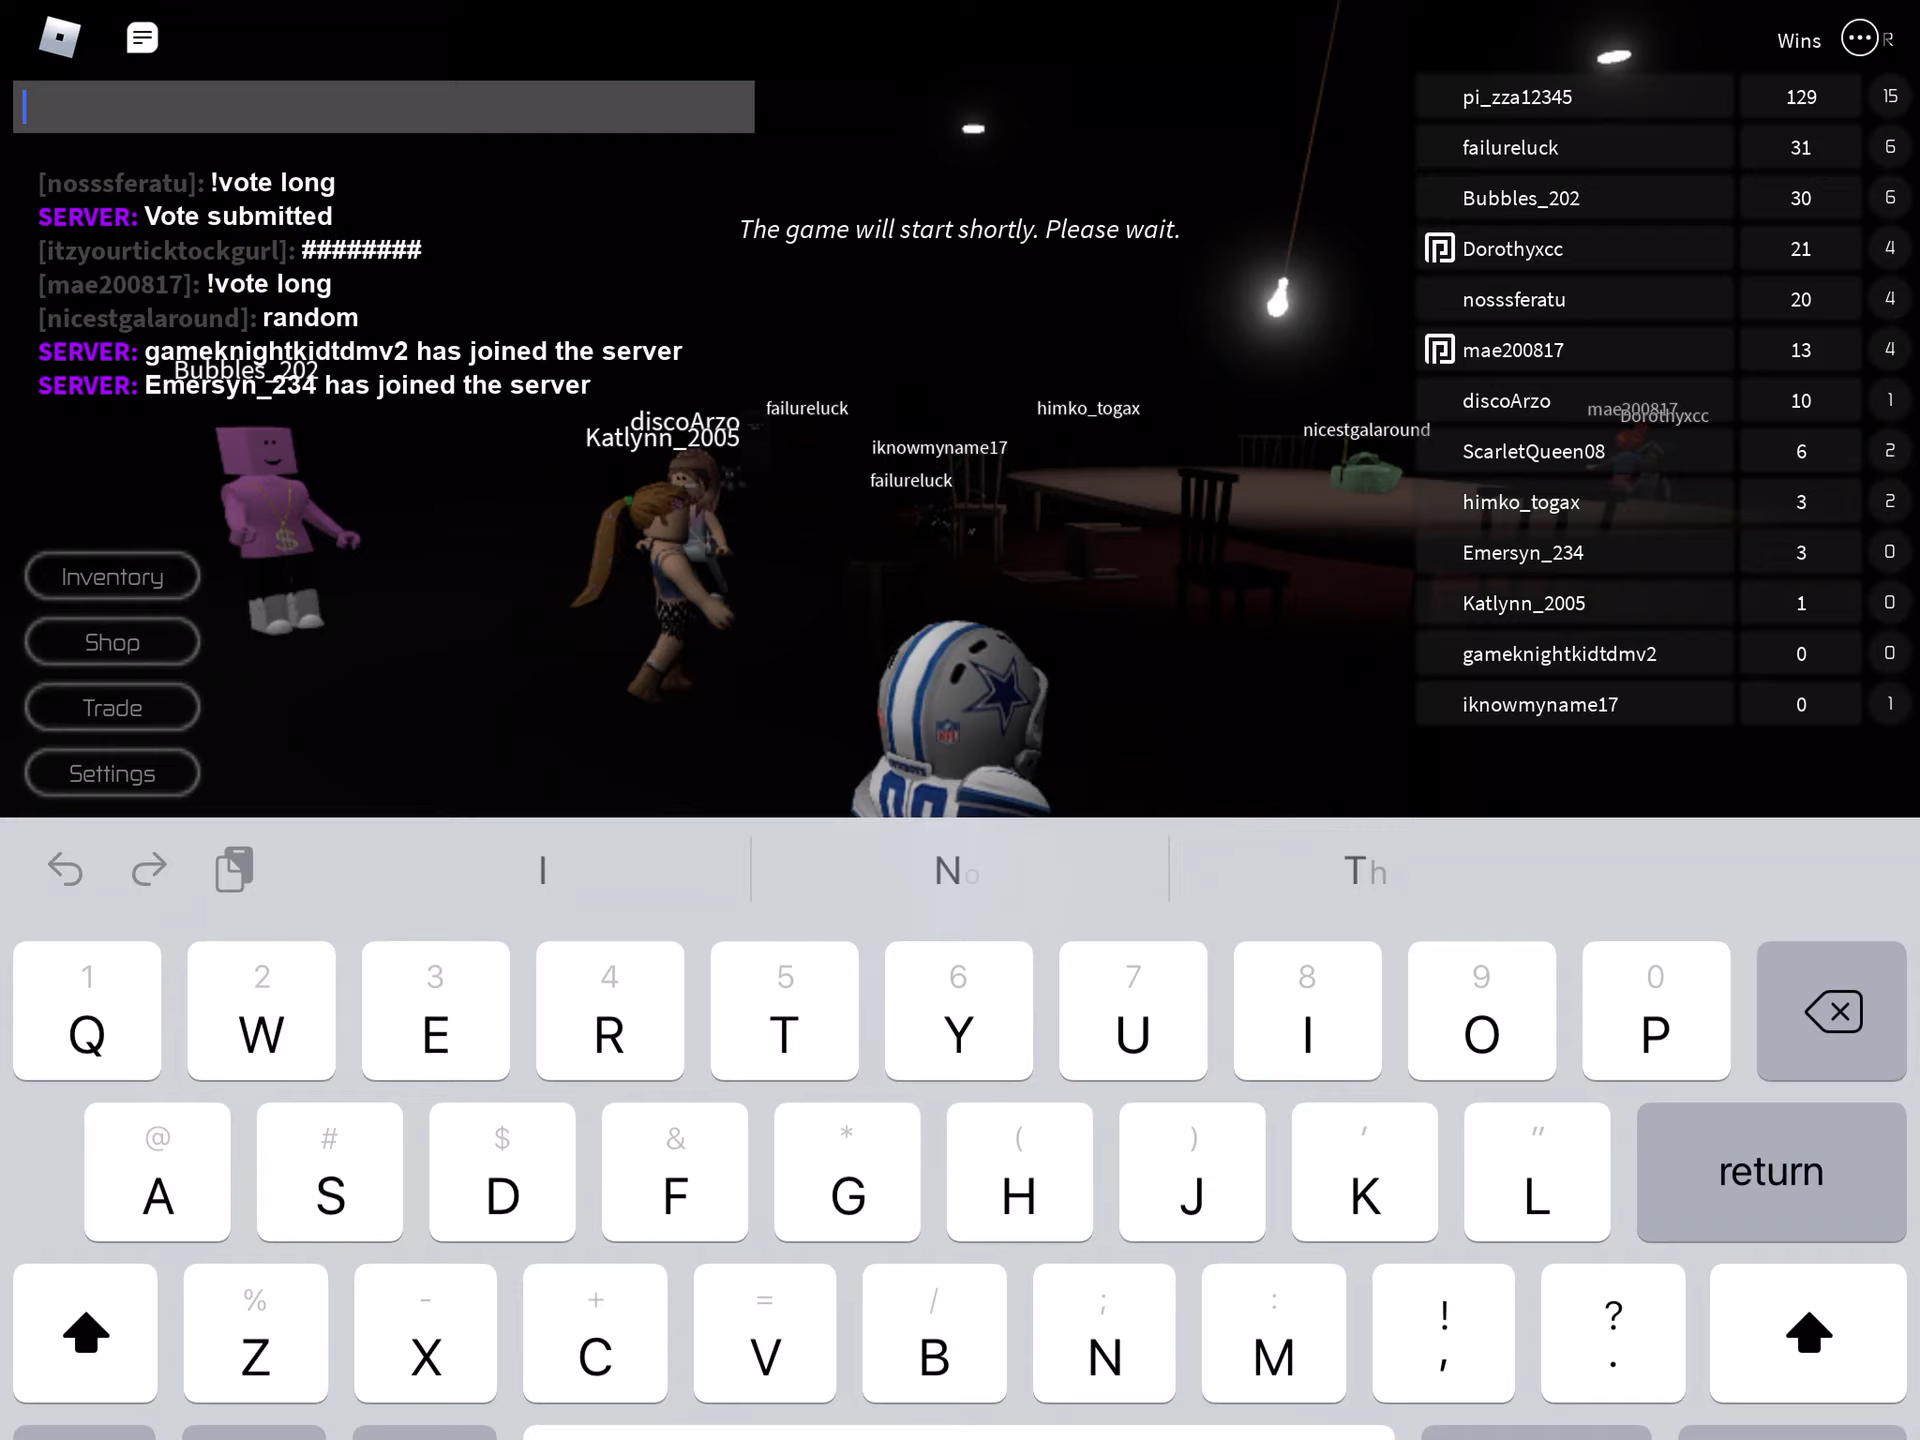 Wins R
pi_zza12345 129 15
failureluck 31 6
Bubbles_202 30 6
Dorothyxcc 21 4
nosssferatu 20 4
mae200817 13 4
discoArzo 10 1
ScarletQueen08 6 2
himko_togax 3 2
Emersyn_234 3 0
Katlynn_2005 1 0
gameknightkidtdmv2 0 0
iknowmyname17 0 1
[nosssferatu]: !vote long
SERVER: Vote submitted
[itzyourticktockgurl]: ########
[mae200817]: !vote long
[nicestgalaround]: random
SERVER: gameknightkidtdmv2 has joined the server
SERVER: Emersyn_234 has joined the server
The game will start shortly. Please wait.
Bubbles_202
discoArzo
Katlynn_2005
failureluck
himko_togax
iknowmyname17
failureluck
nicestgalaround
mae200817
Dorothyxcc
Inventory
Shop
Trade
Settings
I No Th
1 2 3 4 5 6 7 8 9 0
Q W E R T Y U I O P
@ # $ & * ( ) ' "
A S D F G H J K L return
% - + = / ; : ! ?
Z X C V B N M , .